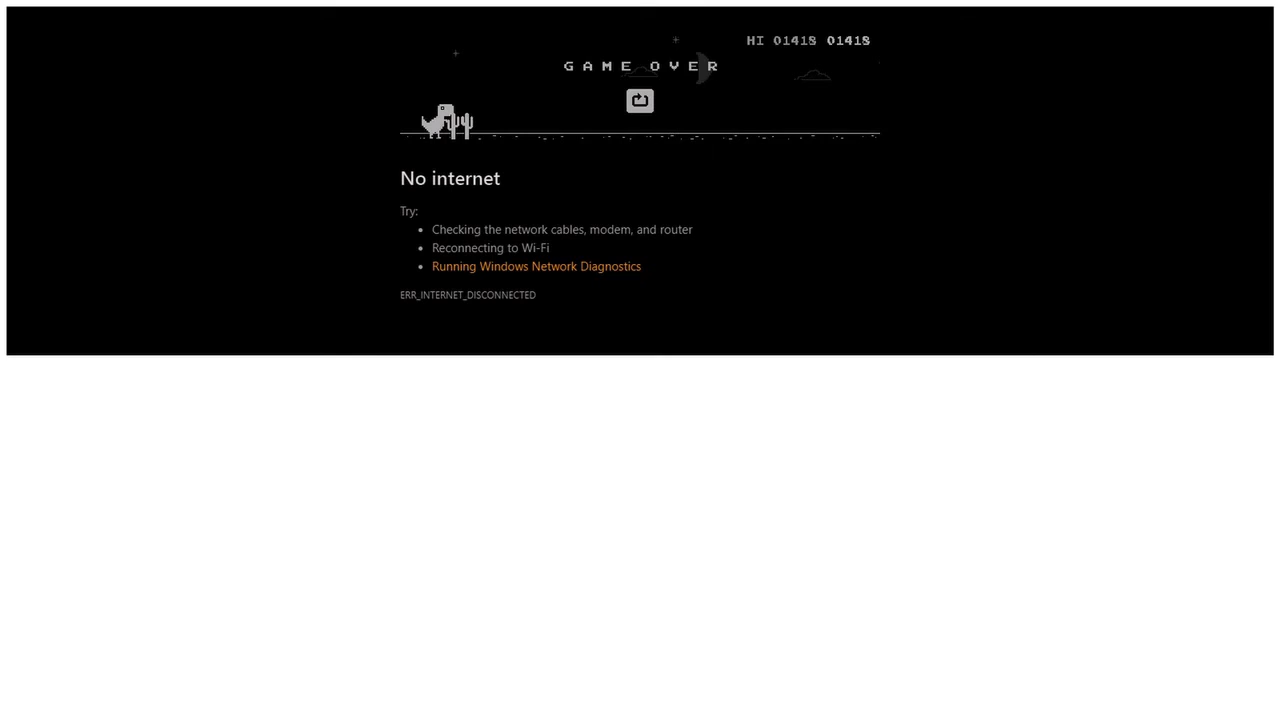 HI 01418 01418
GAME OVER
No internet
Try:
Checking the network cables, modem, and router
Reconnecting to Wi-Fi
Running Windows Network Diagnostics
ERR_INTERNET_DISCONNECTED